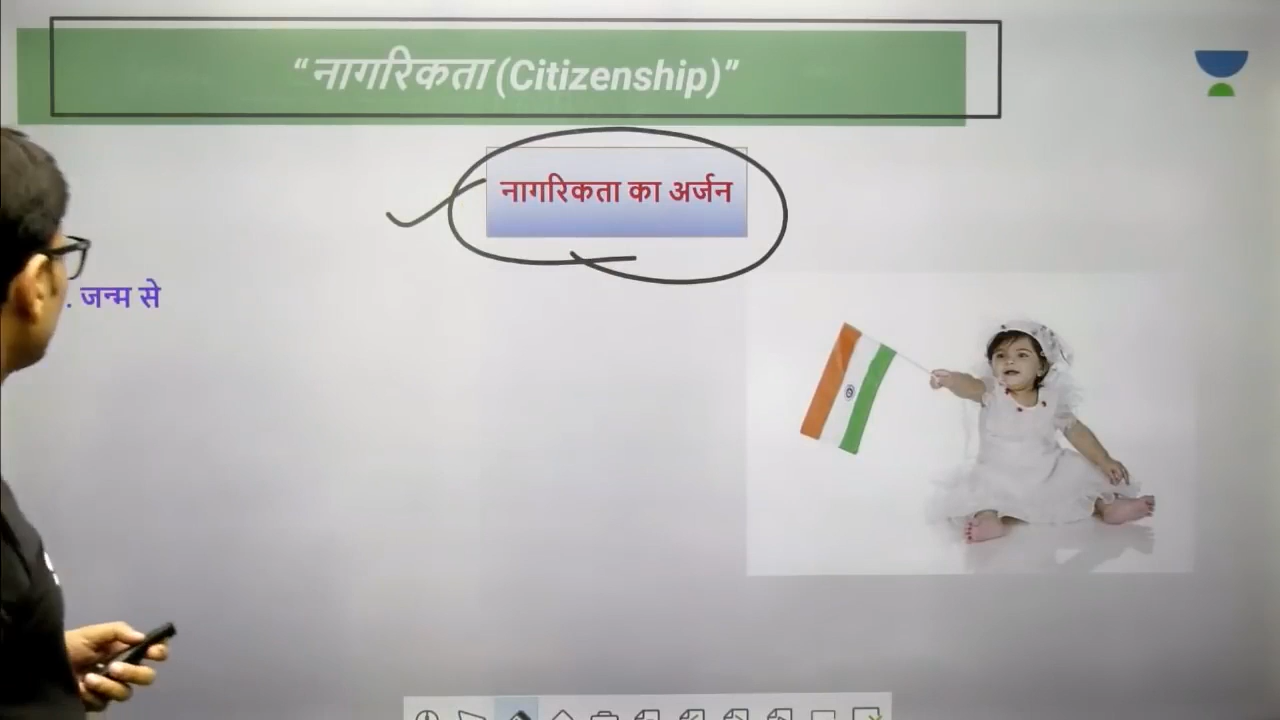 “नागरिकता (Citizenship)”
नागरिकता का अर्जन
. जन्म से